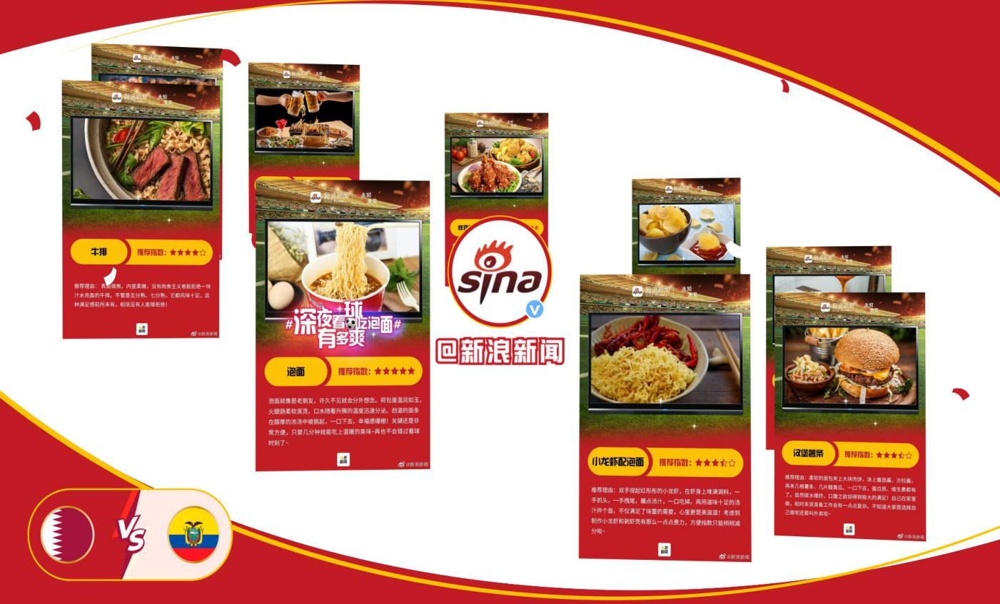 sina
新浪新闻
未知
未见
牛排
推荐指数：★★★★☆
推荐理由： 表面微焦、内里柔嫩，没有肉食主义者能拒绝一块
汁水充盈的牛排。不管是五分熟、七分熟，它都风味十足，这
种满足感前所未有，相信没有人能够拒绝！
新闻
@新浪新闻
sina
新浪新闻
未知
未见
#深夜看球吃泡面#
有多爽
泡面
推荐指数：★★★★★
泡面就像是老朋友，许久不见就会分外想念。荷包蛋温润如玉，
火腿肠柔软滚烫，口水随着升腾的温度迅速分泌。劲道的面条
在醇厚的浓汤中被挑起，一口下去，幸福感爆棚！关键还是非
常方便，只要几分钟就能吃上温暖的美味~再也不会错过看球
时刻了~
新闻
@新浪新闻
sina
V
@新浪新闻
sina
新浪新闻
未知
未见
小龙虾配泡面
推荐指数：
推荐理由：双手捏起红彤彤的小龙虾，在虾身上堆满调料，一
手抓头，一手拽尾，蘸点汤汁，一口吃掉。再用滋味十足的汤
汁拌个面，不仅满足了味蕾的需要，心里更是美滋滋！考虑到
制作小龙虾和剥虾壳有那么一点点费力，方便指数只能稍稍减
分啦~
新闻
@新浪新闻
sina
新浪新闻
未知
未见
汉堡薯条
推荐指数：
推荐理由：柔软的面包夹上大块肉饼，涂上番茄酱、沙拉酱，
再来几根薯条、几片酸黄瓜。一口下去，蛋白质、维生素都有
了。虽然碳水爆炸，口腹之欲却得到极大的满足！自己在家里
做，相对来说准备工作会有一点点复杂。不知道大家是选择自
己做呢还是叫外卖呢~
新闻
@新浪新闻
VS